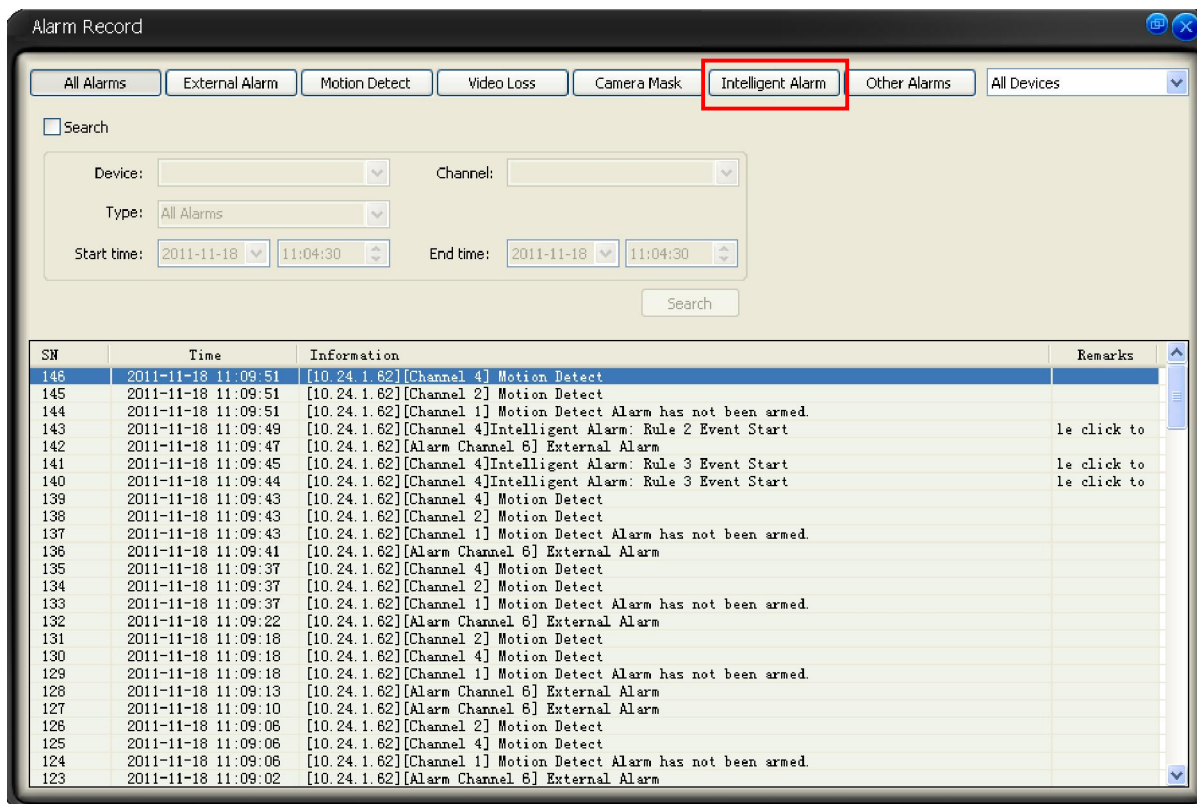 Alarm Record
All Alarms External Alarm Motion Detect Video Loss Camera Mask Intelligent Alarm Other Alarms All Devices
Search
Device: Channel:
Type: All Alarms
Start time: 2011-11-18 11:04:30 End time: 2011-11-18 11:04:30
Search
SN Time Information Remarks
146 2011-11-18 11:09:51 [10.24.1.62][Channel 4] Motion Detect
145 2011-11-18 11:09:51 [10.24.1.62][Channel 2] Motion Detect
144 2011-11-18 11:09:51 [10.24.1.62][Channel 1] Motion Detect Alarm has not been armed.
143 2011-11-18 11:09:49 [10.24.1.62][Channel 4]Intelligent Alarm: Rule 2 Event Start le click to
142 2011-11-18 11:09:47 [10.24.1.62][Alarm Channel 6] External Alarm
141 2011-11-18 11:09:45 [10.24.1.62][Channel 4]Intelligent Alarm: Rule 3 Event Start le click to
140 2011-11-18 11:09:44 [10.24.1.62][Channel 4]Intelligent Alarm: Rule 3 Event Start le click to
139 2011-11-18 11:09:43 [10.24.1.62][Channel 4] Motion Detect
138 2011-11-18 11:09:43 [10.24.1.62][Channel 2] Motion Detect
137 2011-11-18 11:09:43 [10.24.1.62][Channel 1] Motion Detect Alarm has not been armed.
136 2011-11-18 11:09:41 [10.24.1.62][Alarm Channel 6] External Alarm
135 2011-11-18 11:09:37 [10.24.1.62][Channel 4] Motion Detect
134 2011-11-18 11:09:37 [10.24.1.62][Channel 2] Motion Detect
133 2011-11-18 11:09:37 [10.24.1.62][Channel 1] Motion Detect Alarm has not been armed.
132 2011-11-18 11:09:22 [10.24.1.62][Alarm Channel 6] External Alarm
131 2011-11-18 11:09:18 [10.24.1.62][Channel 2] Motion Detect
130 2011-11-18 11:09:18 [10.24.1.62][Channel 4] Motion Detect
129 2011-11-18 11:09:18 [10.24.1.62][Channel 1] Motion Detect Alarm has not been armed.
128 2011-11-18 11:09:13 [10.24.1.62][Alarm Channel 6] External Alarm
127 2011-11-18 11:09:10 [10.24.1.62][Alarm Channel 6] External Alarm
126 2011-11-18 11:09:06 [10.24.1.62][Channel 2] Motion Detect
125 2011-11-18 11:09:06 [10.24.1.62][Channel 4] Motion Detect
124 2011-11-18 11:09:06 [10.24.1.62][Channel 1] Motion Detect Alarm has not been armed.
123 2011-11-18 11:09:02 [10.24.1.62][Alarm Channel 6] External Alarm